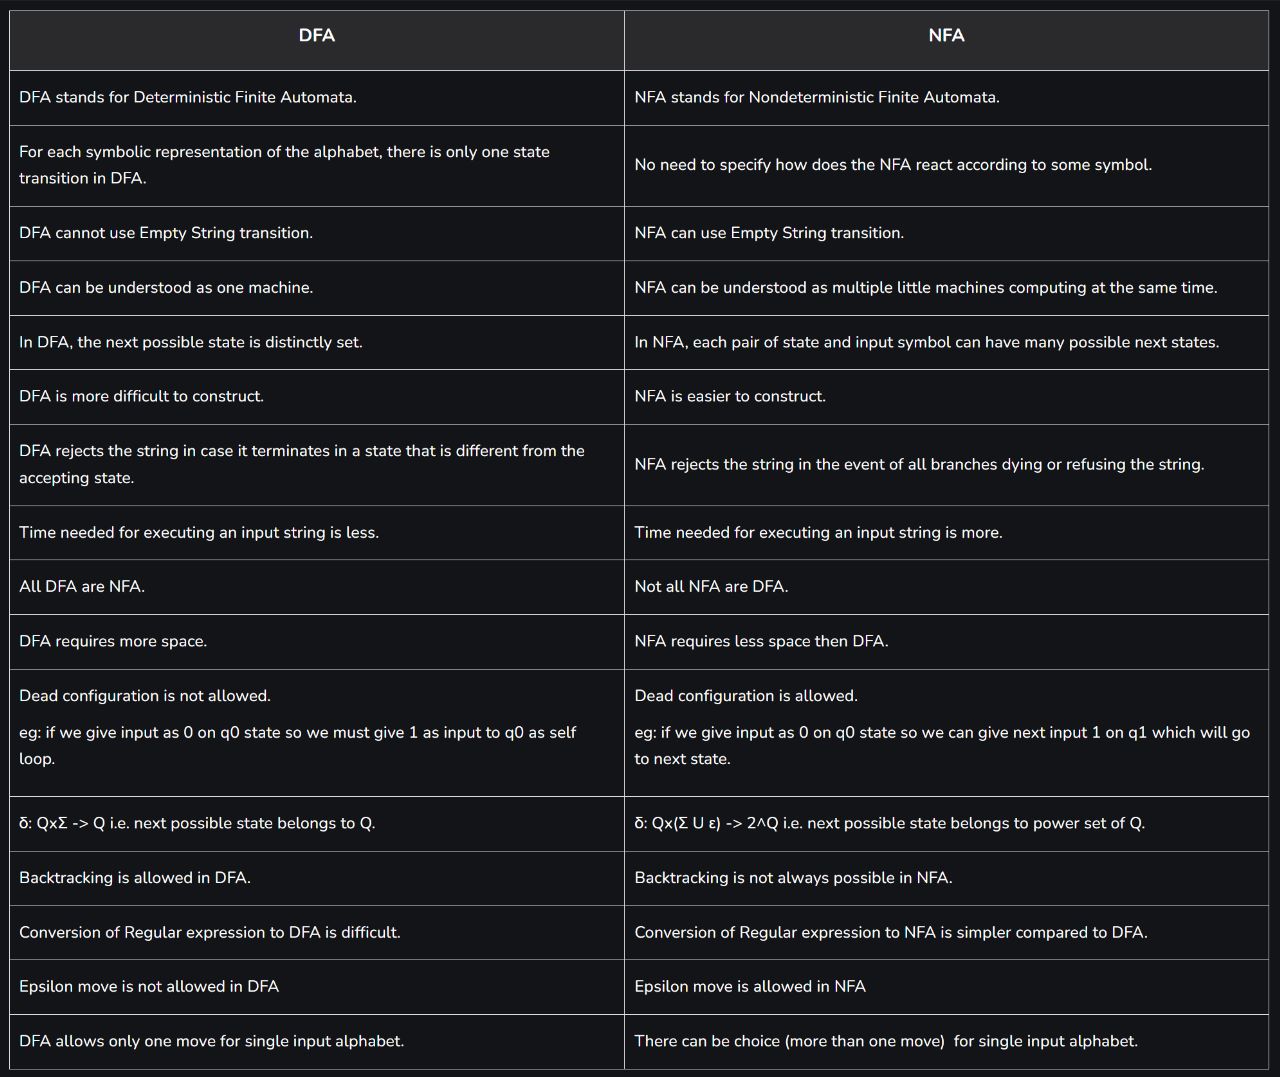 DFA
NFA
DFA stands for Deterministic Finite Automata.
NFA stands for Nondeterministic Finite Automata.
For each symbolic representation of the alphabet, there is only one state
transition in DFA.
No need to specify how does the NFA react according to some symbol.
DFA cannot use Empty String transition.
NFA can use Empty String transition.
DFA can be understood as one machine.
NFA can be understood as multiple little machines computing at the same time.
In DFA, the next possible state is distinctly set.
In NFA, each pair of state and input symbol can have many possible next states.
DFA is more difficult to construct.
NFA is easier to construct.
DFA rejects the string in case it terminates in a state that is different from the
accepting state.
NFA rejects the string in the event of all branches dying or refusing the string.
Time needed for executing an input string is less.
Time needed for executing an input string is more.
All DFA are NFA.
Not all NFA are DFA.
DFA requires more space.
NFA requires less space then DFA.
Dead configuration is not allowed.
eg: if we give input as 0 on q0 state so we must give 1 as input to q0 as self
loop.
Dead configuration is allowed.
eg: if we give input as 0 on q0 state so we can give next input 1 on q1 which will go
to next state.
δ: QxΣ -> Q i.e. next possible state belongs to Q.
δ: Qx(Σ U ε) -> 2^Q i.e. next possible state belongs to power set of Q.
Backtracking is allowed in DFA.
Backtracking is not always possible in NFA.
Conversion of Regular expression to DFA is difficult.
Conversion of Regular expression to NFA is simpler compared to DFA.
Epsilon move is not allowed in DFA
Epsilon move is allowed in NFA
DFA allows only one move for single input alphabet.
There can be choice (more than one move)  for single input alphabet.